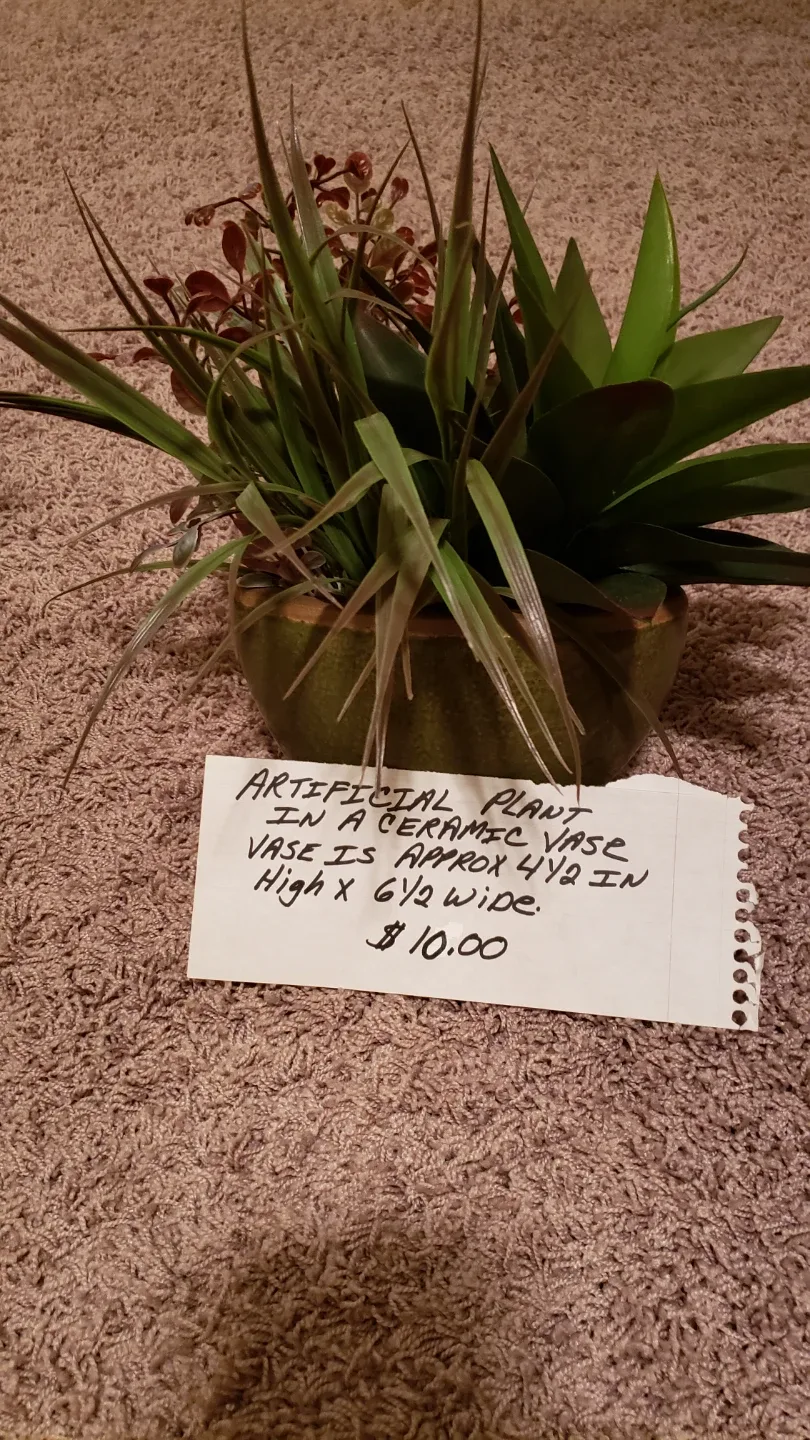 ARTIFICIAL PLANT
IN A CERAMIC VASE
VASE IS APPROX 4 1/2 IN
High X 6 1/2 WIDE.
$ 10.00